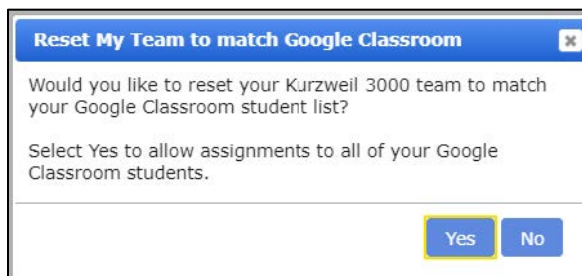 Reset My Team to match Google Classroom
Would you like to reset your Kurzweil 3000 team to match
your Google Classroom student list?
Select Yes to allow assignments to all of your Google
Classroom students.
Yes No